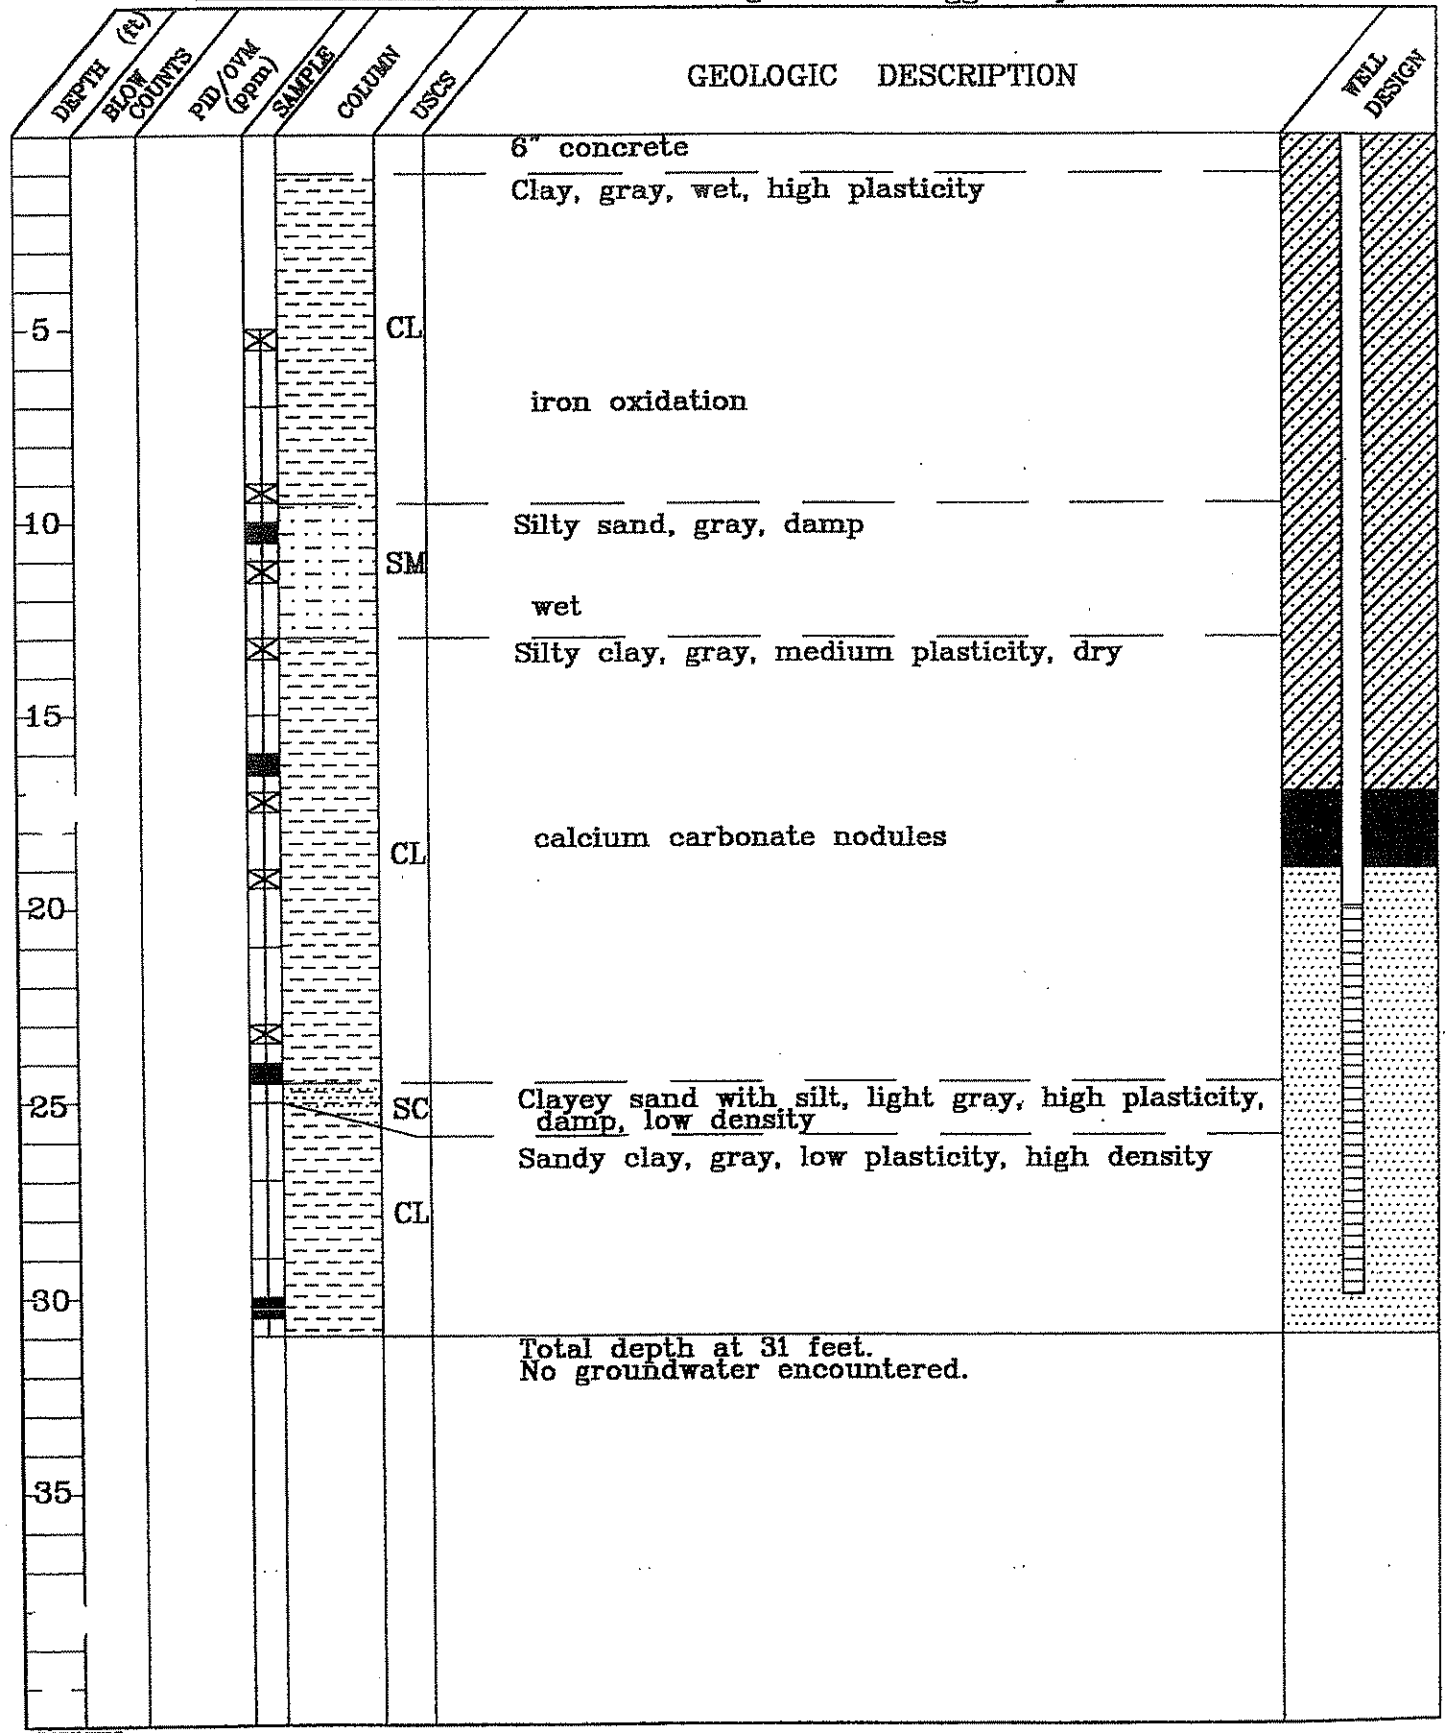 DEPTH (ft)
BLOW COUNTS
PID/OVM (ppm)
SAMPLE
COLUMN
USCS
GEOLOGIC DESCRIPTION
WELL DESIGN
6" concrete
Clay, gray, wet, high plasticity
5
CL
iron oxidation
10
Silty sand, gray, damp
SM
wet
Silty clay, gray, medium plasticity, dry
15
calcium carbonate nodules
CL
20
25
SC
Clayey sand with silt, light gray, high plasticity,
damp, low density
Sandy clay, gray, low plasticity, high density
CL
30
Total depth at 31 feet.
No groundwater encountered.
35